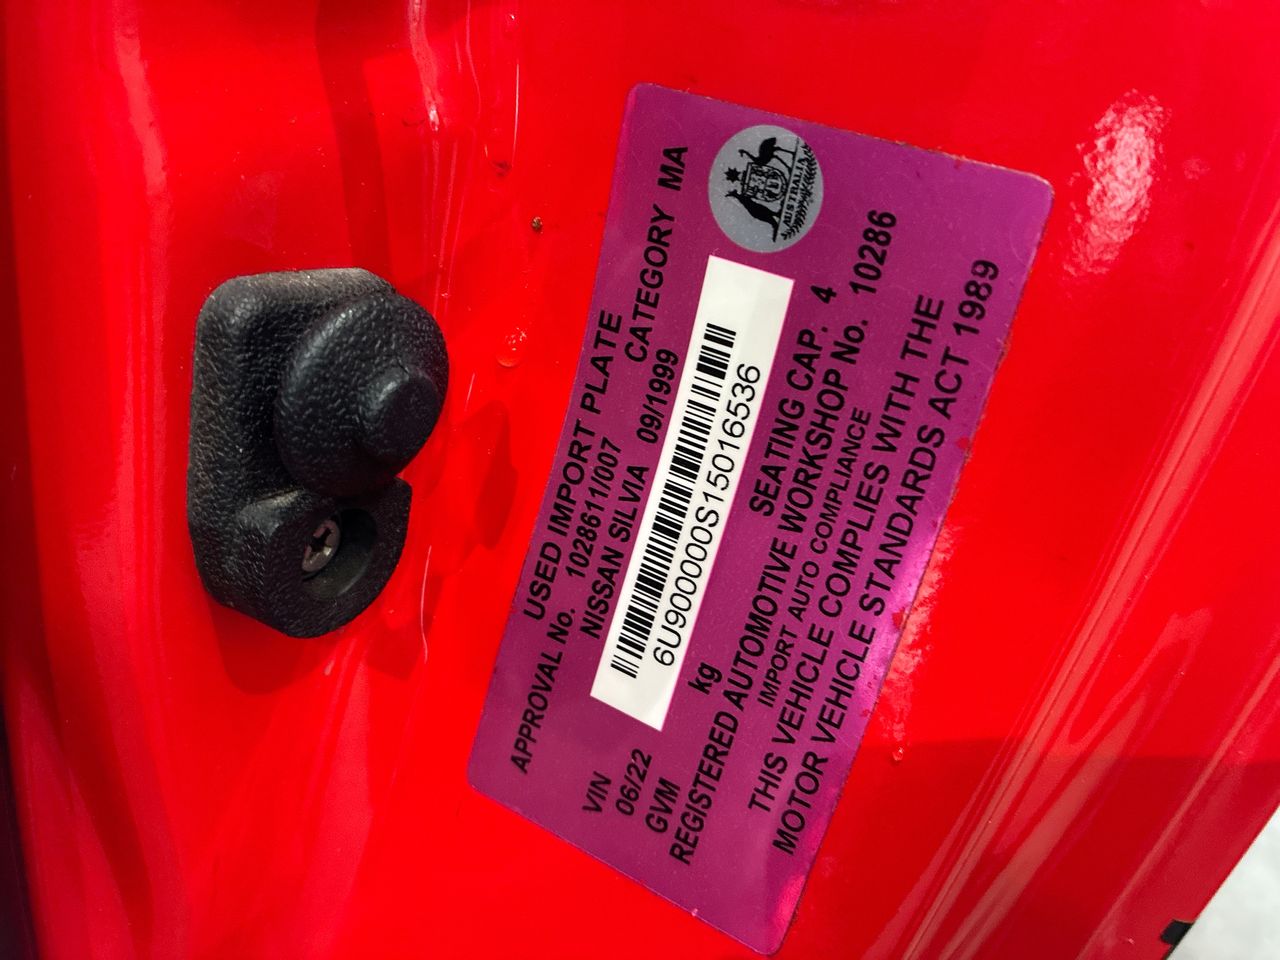 USED IMPORT PLATE
APPROVAL No. 1028611/007 CATEGORY MA
NISSAN SILVIA 09/1999
AUSTRALIA
VIN 6U900000S15016536
06/22 SEATING CAP. 4
GVM kg
REGISTERED AUTOMOTIVE WORKSHOP No. 10286
IMPORT AUTO COMPLIANCE
THIS VEHICLE COMPLIES WITH THE
MOTOR VEHICLE STANDARDS ACT 1989